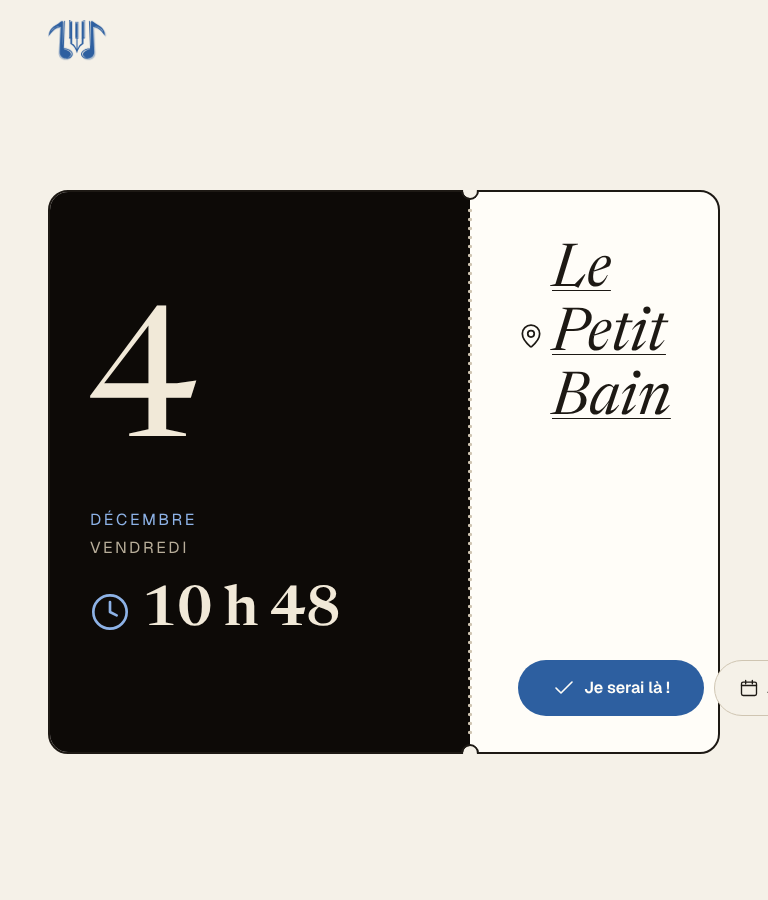 4
DÉCEMBRE
VENDREDI
10 h 48
Le
Petit
Bain
Je serai là !